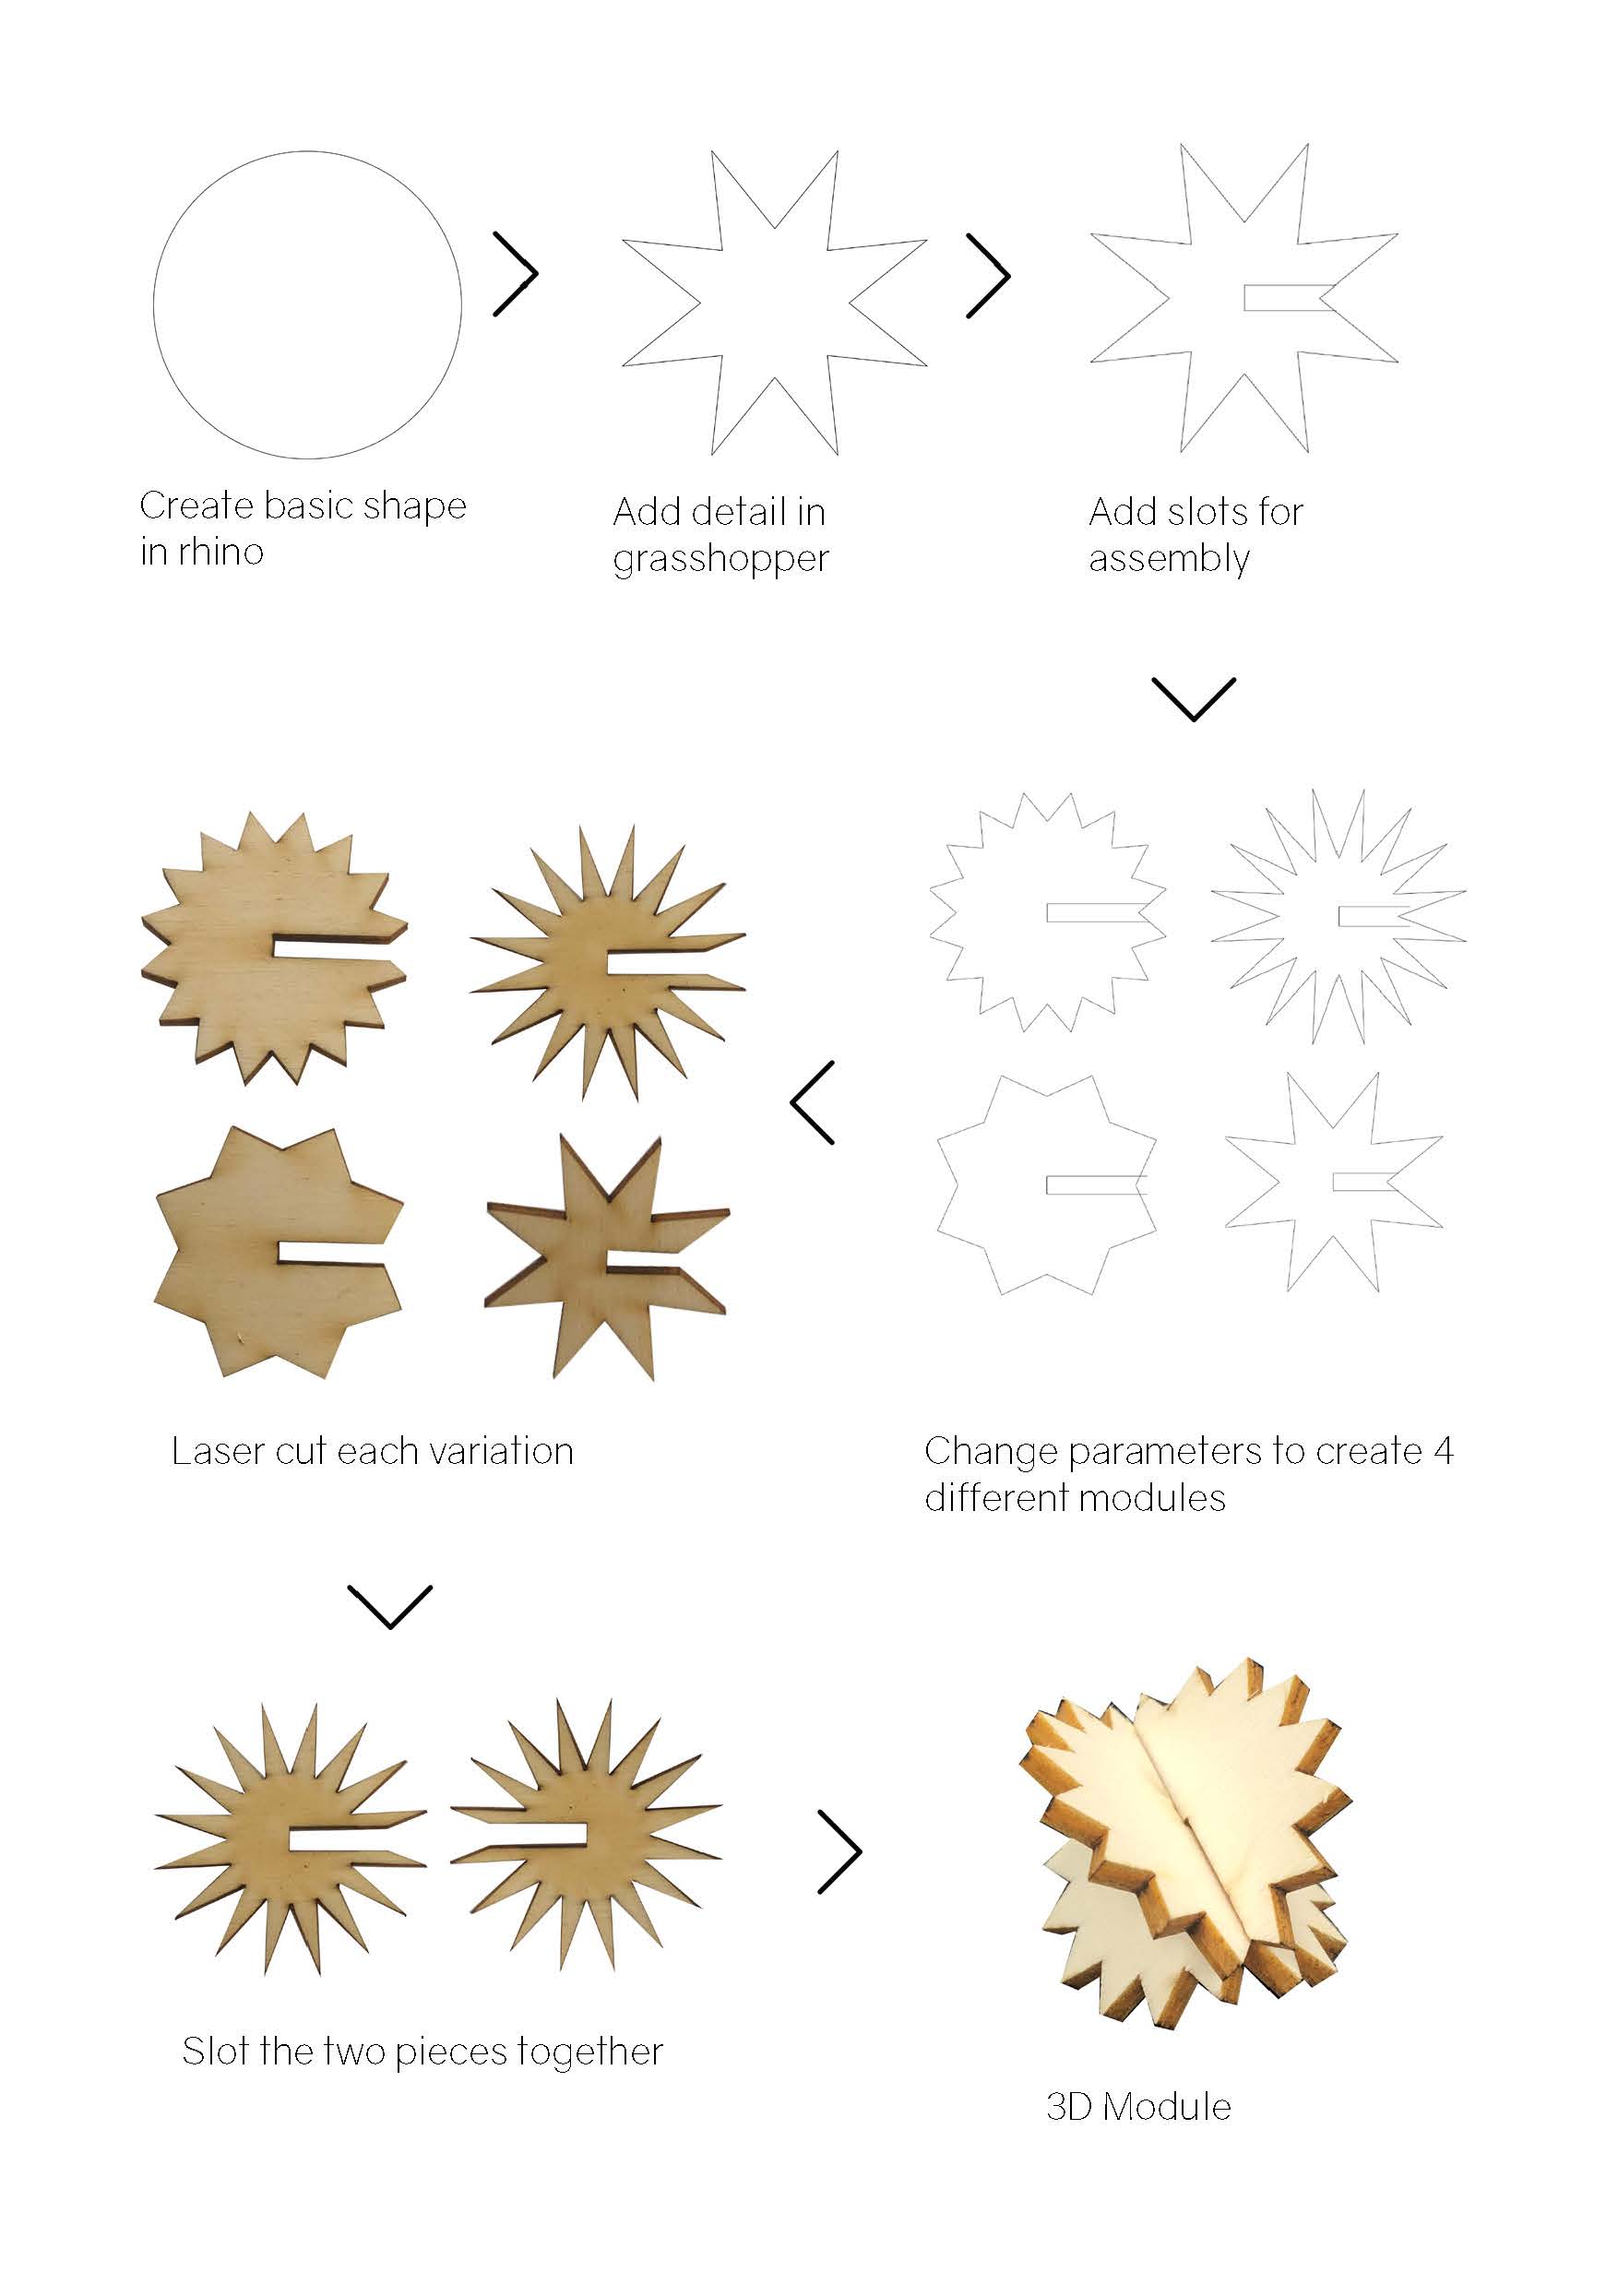 Create basic shape
in rhino
Add detail in
grasshopper
Add slots for
assembly
Change parameters to create 4
different modules
Laser cut each variation
Slot the two pieces together
3D Module